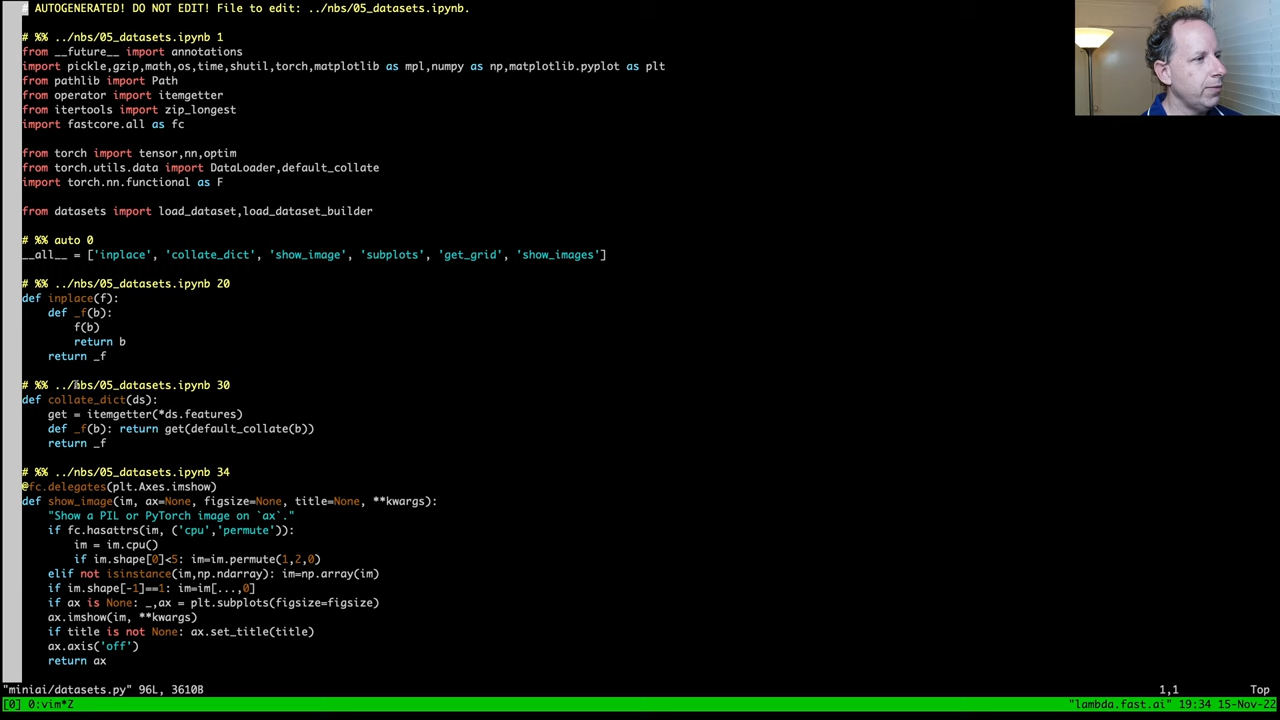 # AUTOGENERATED! DO NOT EDIT! File to edit: ../nbs/05_datasets.ipynb.
# %% ../nbs/05_datasets.ipynb 1
from __future__ import annotations
import pickle,gzip,math,os,time,shutil,torch,matplotlib as mpl,numpy as np,matplotlib.pyplot as plt
from pathlib import Path
from operator import itemgetter
from itertools import zip_longest
import fastcore.all as fc
from torch import tensor,nn,optim
from torch.utils.data import DataLoader,default_collate
import torch.nn.functional as F
from datasets import load_dataset,load_dataset_builder
# %% auto 0
__all__ = ['inplace', 'collate_dict', 'show_image', 'subplots', 'get_grid', 'show_images']
# %% ../nbs/05_datasets.ipynb 20
def inplace(f):
    def _f(b):
        f(b)
        return b
    return _f
# %% ../nbs/05_datasets.ipynb 30
def collate_dict(ds):
    get = itemgetter(*ds.features)
    def _f(b): return get(default_collate(b))
    return _f
# %% ../nbs/05_datasets.ipynb 34
@fc.delegates(plt.Axes.imshow)
def show_image(im, ax=None, figsize=None, title=None, **kwargs):
    "Show a PIL or PyTorch image on `ax`."
    if fc.hasattrs(im, ('cpu','permute')):
        im = im.cpu()
        if im.shape[0]<5: im=im.permute(1,2,0)
    elif not isinstance(im,np.ndarray): im=np.array(im)
    if im.shape[-1]==1: im=im[...,0]
    if ax is None: _,ax = plt.subplots(figsize=figsize)
    ax.imshow(im, **kwargs)
    if title is not None: ax.set_title(title)
    ax.axis('off')
    return ax
"miniai/datasets.py" 96L, 3610B 1,1 Top
[0] 0:vim*Z "lambda.fast.ai" 19:34 15-Nov-22